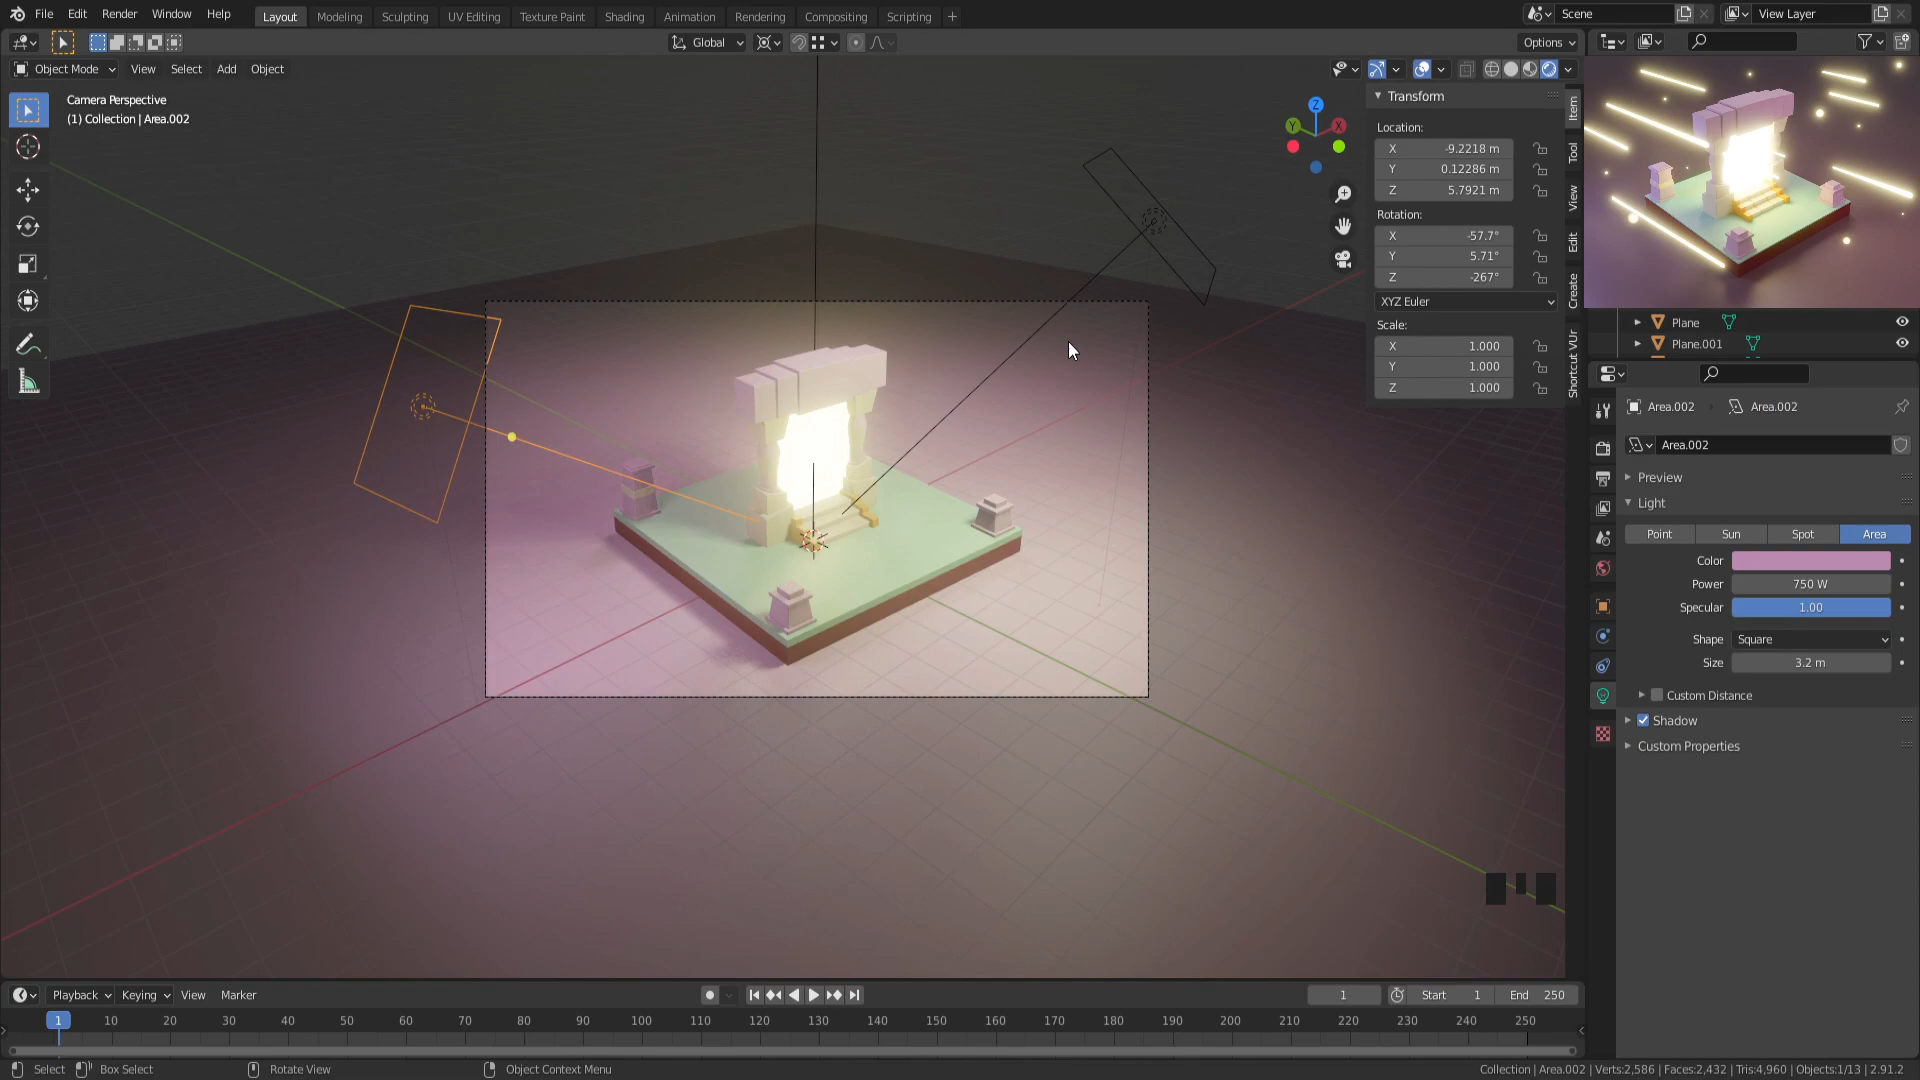 File Edit Render Window Help Layout Modeling Sculpting UV Editing Texture Paint Shading Animation Rendering Compositing Scripting + Scene View Layer
Global Options
Object Mode View Select Add Object
Camera Perspective
(1) Collection | Area.002
Z
Y
X
Transform
Location:
X -9.2218 m
Y 0.12286 m
Z 5.7921 m
Rotation:
X -57.7°
Y 5.71°
Z -267°
XYZ Euler
Scale:
X 1.000
Y 1.000
Z 1.000
Item
Tool
View
Edit
Create
Shortcut VUr
Plane
Plane.001
Area.002 Area.002
Area.002
Preview
Light
Point Sun Spot Area
Color
Power 750 W
Specular 1.00
Shape Square
Size 3.2 m
Custom Distance
Shadow
Custom Properties
Playback Keying View Marker 1 Start 1 End 250
1 10 20 30 40 50 60 70 80 90 100 110 120 130 140 150 160 170 180 190 200 210 220 230 240 250
Select Box Select Rotate View Object Context Menu Collection | Area.002 | Verts:2,586 | Faces:2,432 | Tris:4,960 | Objects:1/13 | 2.91.2